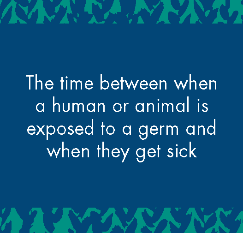 The time between when
a human or animal is
exposed to a germ and
when they get sick